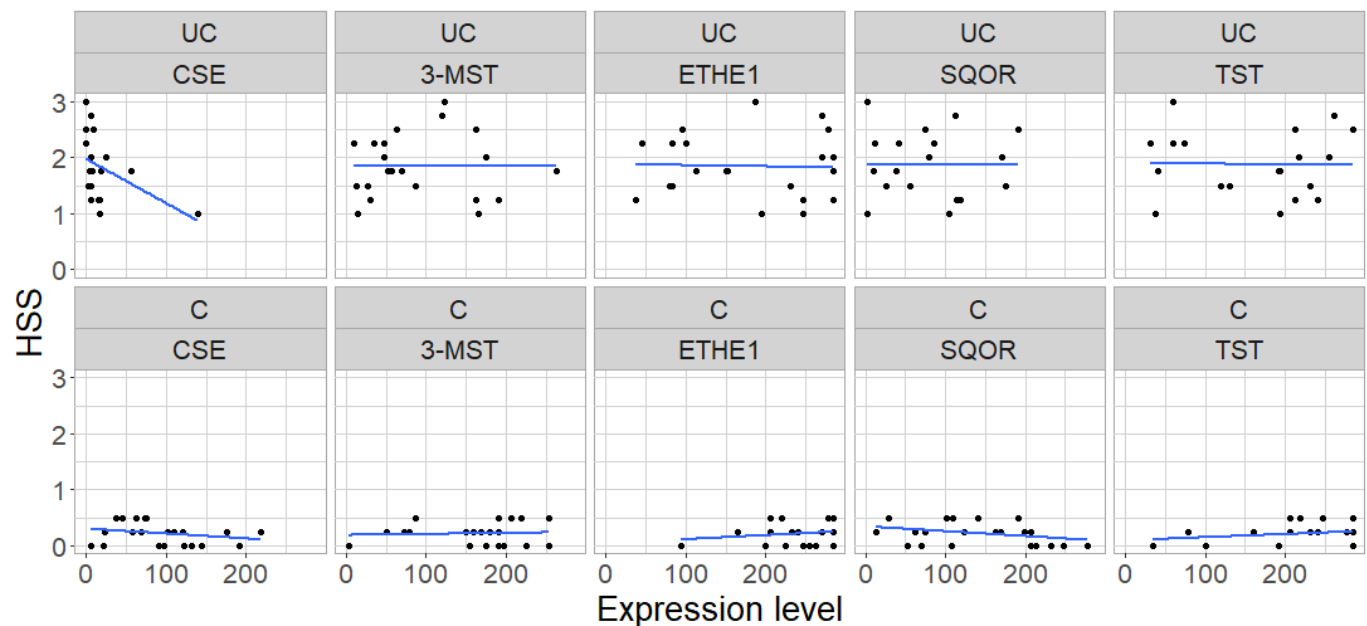 UC UC UC UC UC
CSE 3-MST ETHE1 SQOR TST
3
2
1
0
C C C C C
CSE 3-MST ETHE1 SQOR TST
3
2
1
0
HSS
0 100 200 0 100 200 0 100 200 0 100 200 0 100 200
Expression level